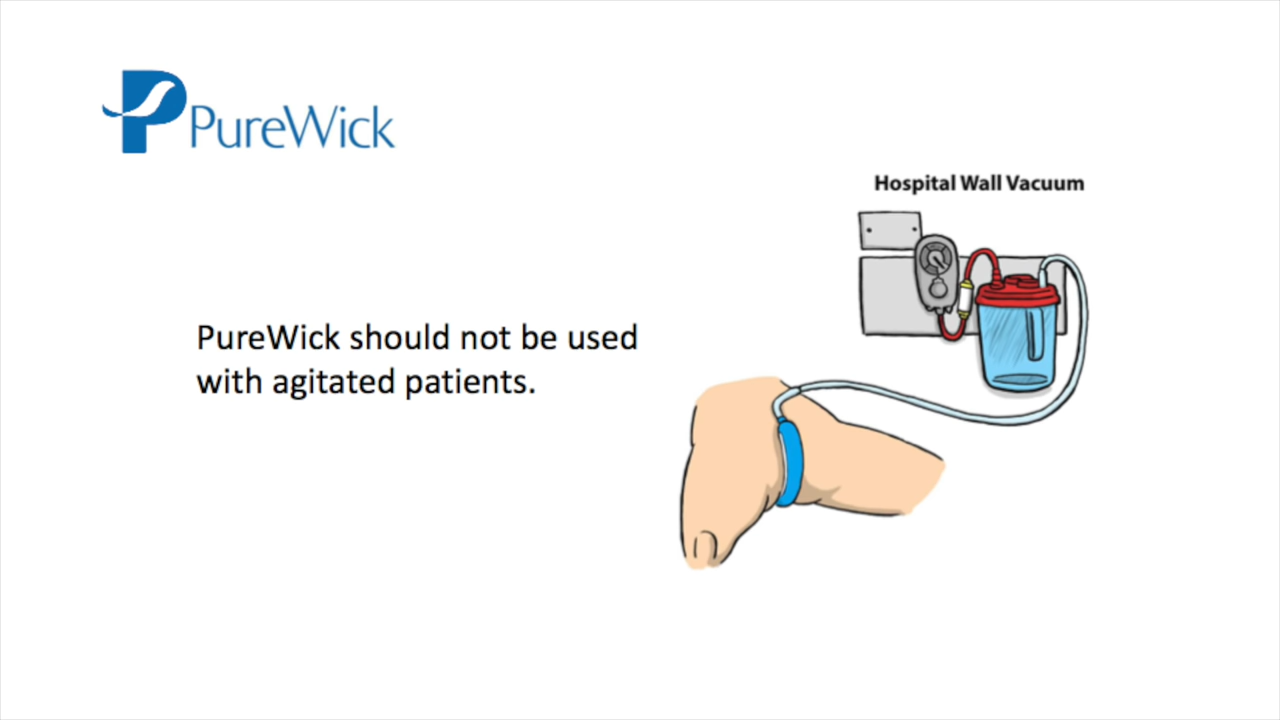 PureWick
Hospital Wall Vacuum
PureWick should not be used
with agitated patients.